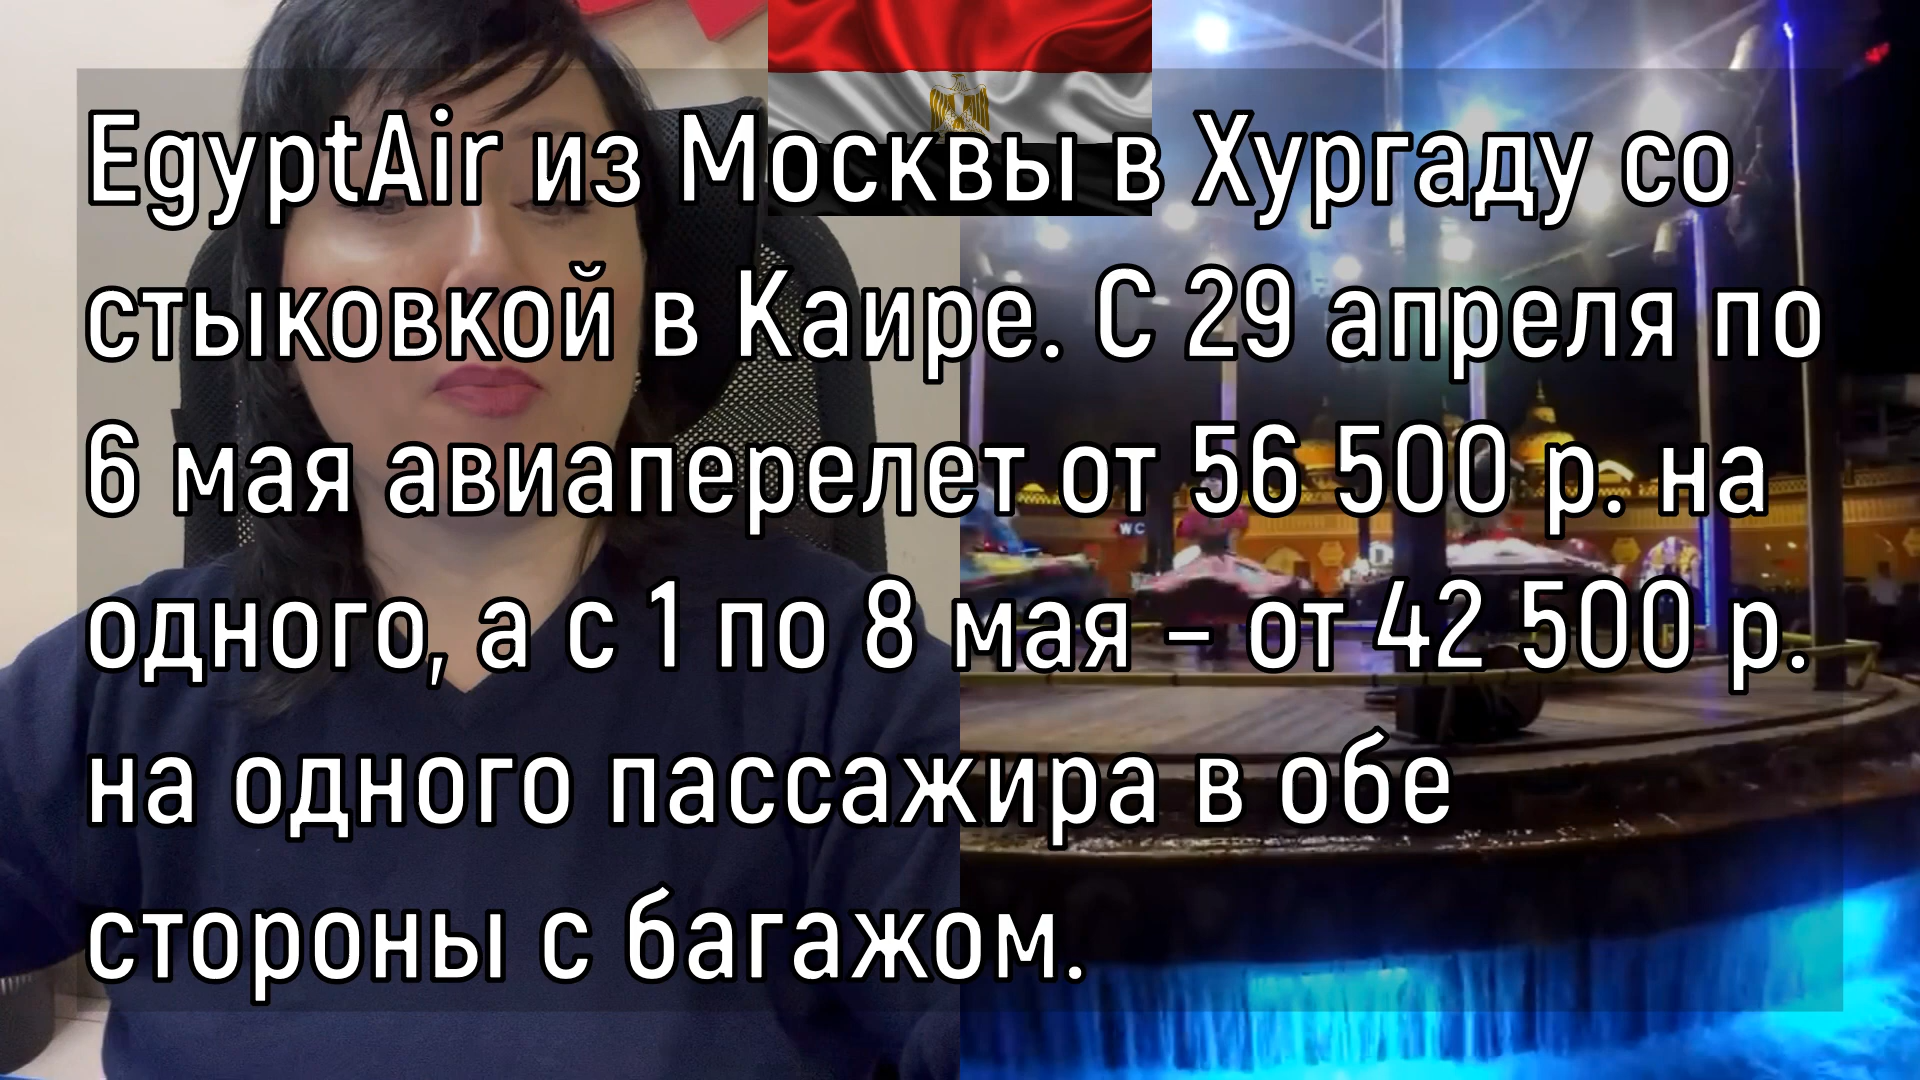 EgyptAir из Москвы в Хургаду со
стыковкой в Каире. С 29 апреля по
6 мая авиаперелет от 56 500 р. на
одного, а с 1 по 8 мая – от 42 500 р.
на одного пассажира в обе
стороны с багажом.
WC